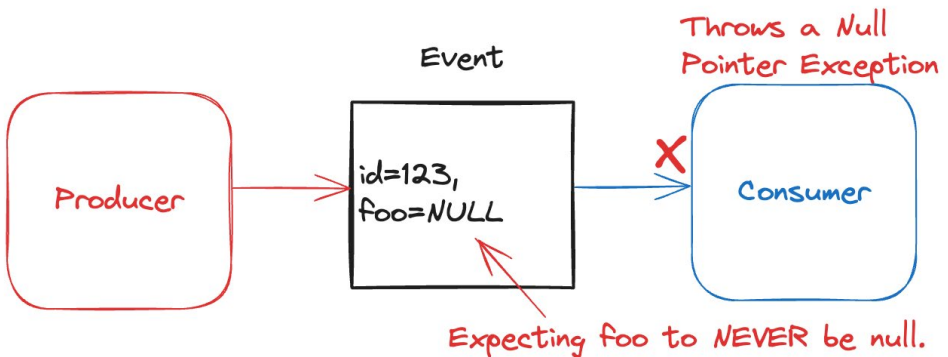 Throws a Null
Pointer Exception
Event
Producer
id=123,
foo=NULL
Consumer
Expecting foo to NEVER be null.